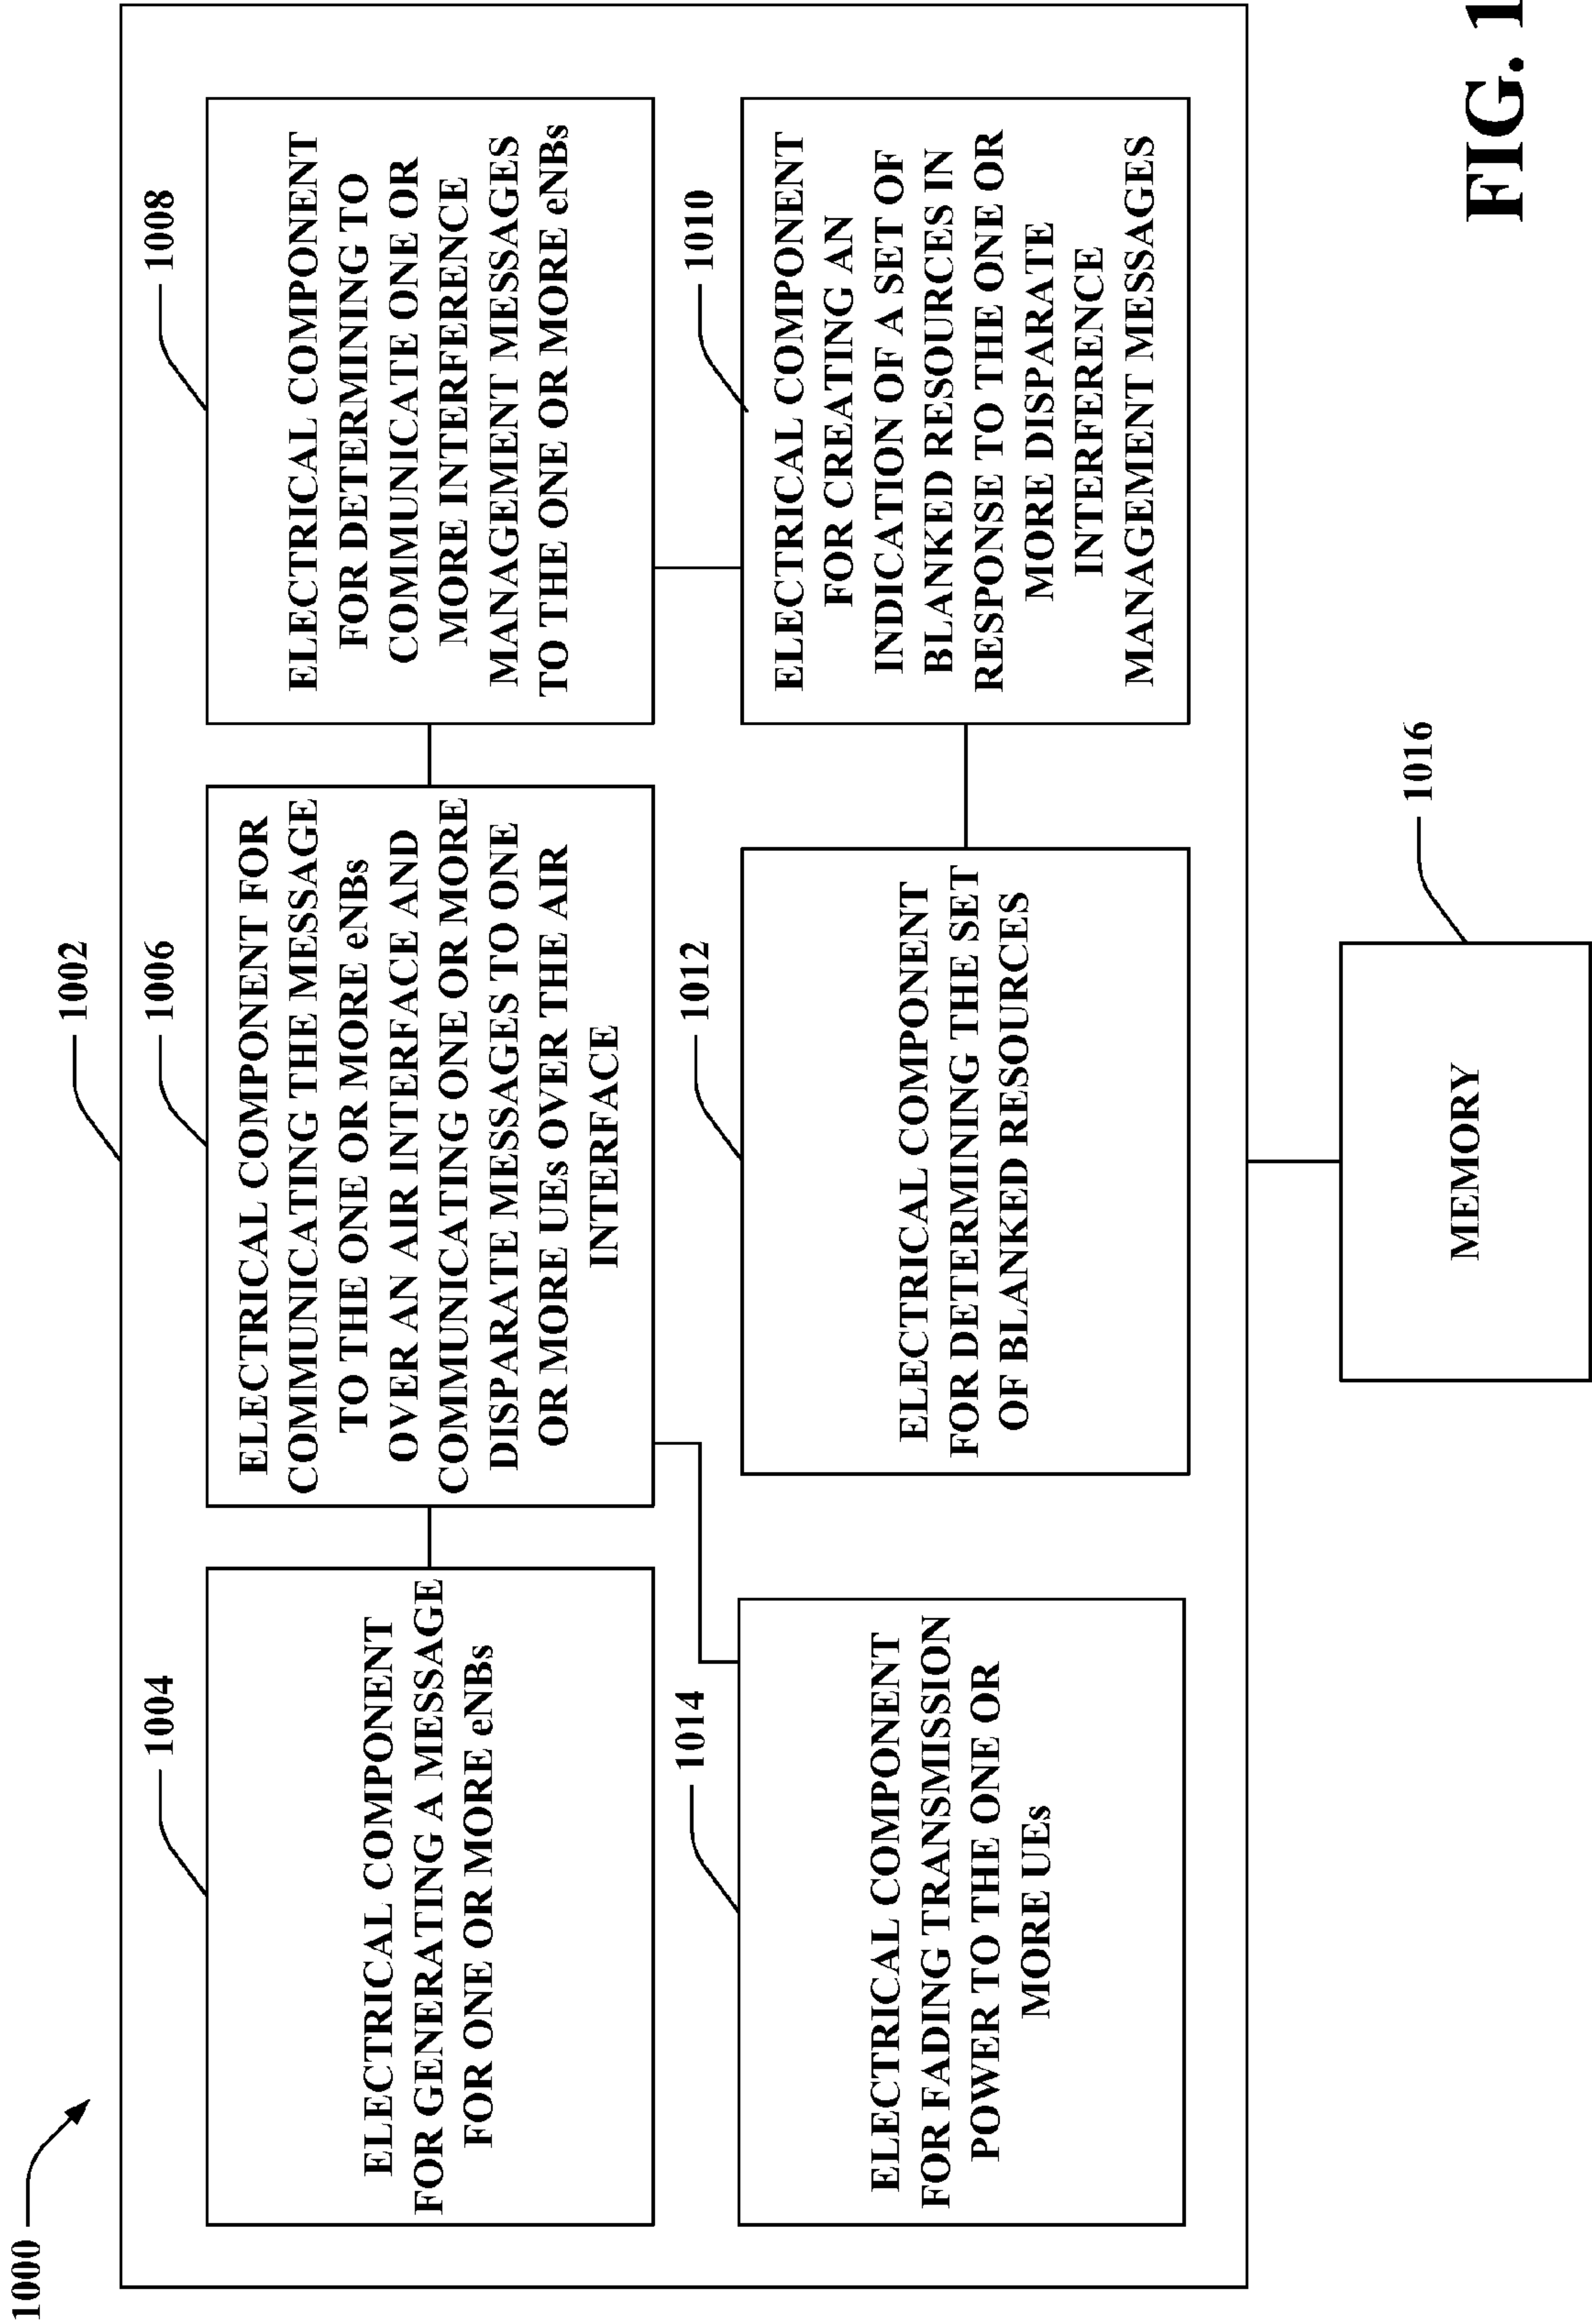 1000
1002
1004
ELECTRICAL COMPONENT
FOR GENERATING A MESSAGE
FOR ONE OR MORE eNBs
1006
ELECTRICAL COMPONENT FOR
COMMUNICATING THE MESSAGE
TO THE ONE OR MORE eNBs
OVER AN AIR INTERFACE AND
COMMUNICATING ONE OR MORE
DISPARATE MESSAGES TO ONE
OR MORE UEs OVER THE AIR
INTERFACE
1008
ELECTRICAL COMPONENT
FOR DETERMINING TO
COMMUNICATE ONE OR
MORE INTERFERENCE
MANAGEMENT MESSAGES
TO THE ONE OR MORE eNBs
1014
ELECTRICAL COMPONENT
FOR FADING TRANSMISSION
POWER TO THE ONE OR
MORE UEs
1012
ELECTRICAL COMPONENT
FOR DETERMINING THE SET
OF BLANKED RESOURCES
1010
ELECTRICAL COMPONENT
FOR CREATING AN
INDICATION OF A SET OF
BLANKED RESOURCES IN
RESPONSE TO THE ONE OR
MORE DISPARATE
INTERFERENCE
MANAGEMENT MESSAGES
1016
MEMORY
FIG. 1